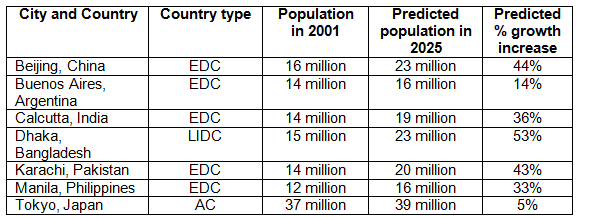 City and Country Country type Population in 2001 Predicted population in 2025 Predicted % growth increase
Beijing, China EDC 16 million 23 million 44%
Buenos Aires, Argentina EDC 14 million 16 million 14%
Calcutta, India EDC 14 million 19 million 36%
Dhaka, Bangladesh LIDC 15 million 23 million 53%
Karachi, Pakistan EDC 14 million 20 million 43%
Manila, Philippines EDC 12 million 16 million 33%
Tokyo, Japan AC 37 million 39 million 5%